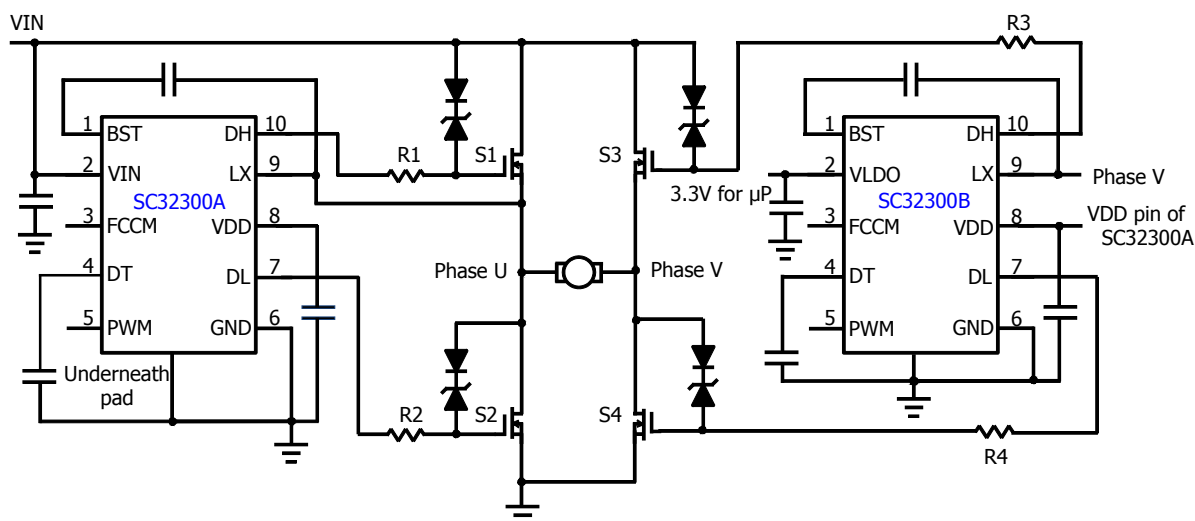 VIN
R3
1
BST
DH
10
2
VIN
LX
9
SC32300A
3
FCCM
VDD
8
4
DT
DL
7
5
PWM
GND
6
Underneath
pad
R1
S1
S3
3.3V for µP
Phase U
Phase V
R2
S2
S4
R4
1
BST
DH
10
2
VLDO
LX
9
Phase V
SC32300B
3
FCCM
VDD
8
VDD pin of
SC32300A
4
DT
DL
7
5
PWM
GND
6